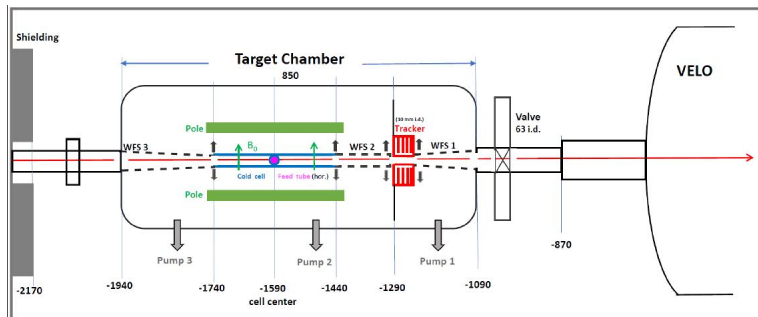 Shielding
Target Chamber
850
VELO
Valve
63 i.d.
(10 mm i.d.)
Tracker
Pole
B0
WFS 3
WFS 2
WFS 1
Cold cell
Feed tube (hor.)
Pole
Pump 3
Pump 2
Pump 1
-870
-2170
-1940
-1740
-1590
-1440
-1290
-1090
cell center